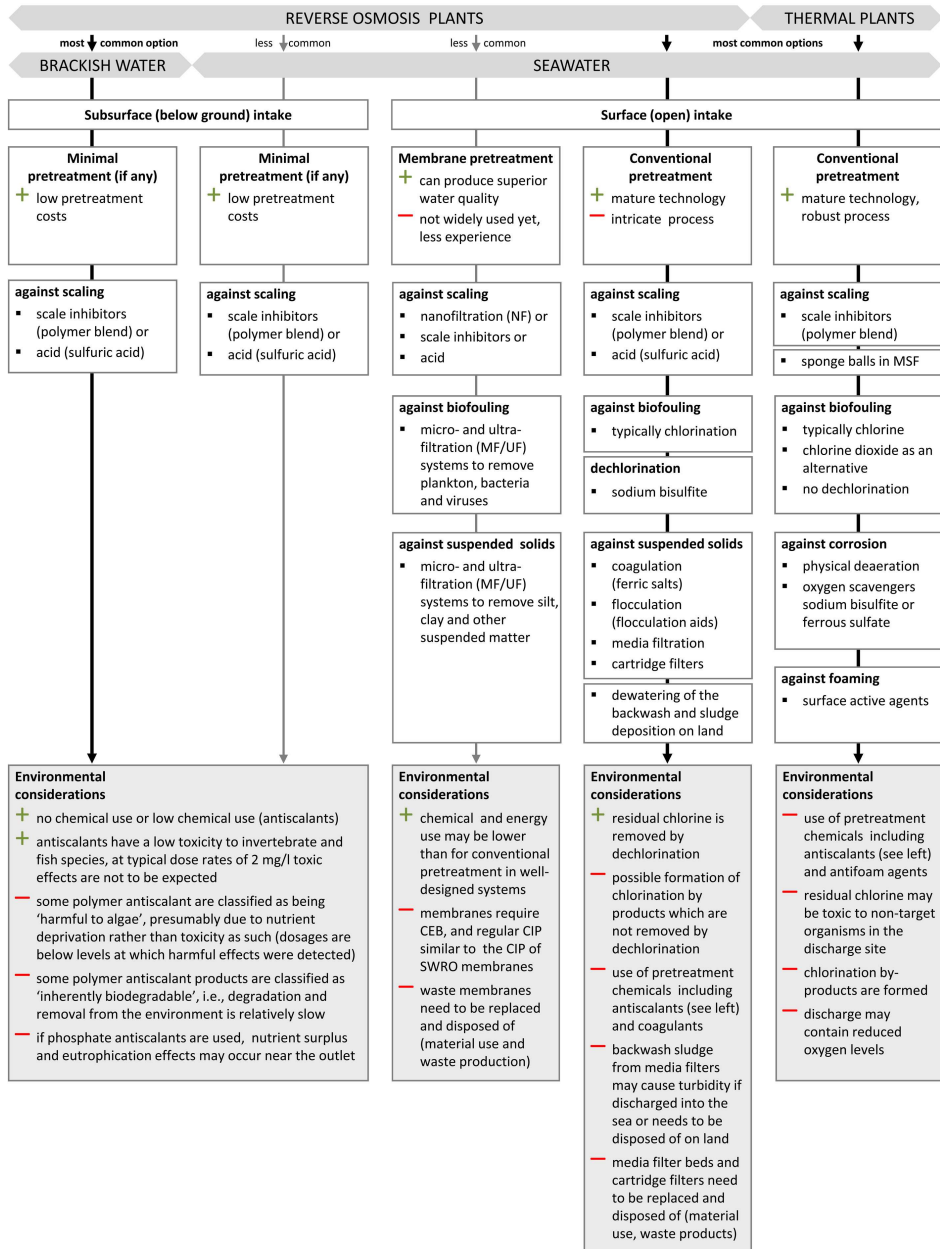 REVERSE OSMOSIS PLANTS
THERMAL PLANTS
most common option
less common
less common
most common options
BRACKISH WATER
SEAWATER
Subsurface (below ground) intake
Surface (open) intake
Minimal
pretreatment (if any)
+ low pretreatment
costs
Minimal
pretreatment (if any)
+ low pretreatment
costs
Membrane pretreatment
+ can produce superior
water quality
— not widely used yet,
less experience
Conventional
pretreatment
+ mature technology
— intricate process
Conventional
pretreatment
+ mature technology,
robust process
against scaling
▪ scale inhibitors
(polymer blend) or
▪ acid (sulfuric acid)
against scaling
▪ scale inhibitors
(polymer blend) or
▪ acid (sulfuric acid)
against scaling
▪ nanofiltration (NF) or
▪ scale inhibitors or
▪ acid
against scaling
▪ scale inhibitors
(polymer blend) or
▪ acid (sulfuric acid)
against scaling
▪ scale inhibitors
(polymer blend)
▪ sponge balls in MSF
against biofouling
▪ micro- and ultra-
filtration (MF/UF)
systems to remove
plankton, bacteria
and viruses
against biofouling
▪ typically chlorination
dechlorination
▪ sodium bisulfite
against biofouling
▪ typically chlorine
▪ chlorine dioxide as an
alternative
▪ no dechlorination
against suspended solids
▪ micro- and ultra-
filtration (MF/UF)
systems to remove silt,
clay and other
suspended matter
against suspended solids
▪ coagulation
(ferric salts)
▪ flocculation
(flocculation aids)
▪ media filtration
▪ cartridge filters
▪ dewatering of the
backwash and sludge
deposition on land
against corrosion
▪ physical deaeration
▪ oxygen scavengers
sodium bisulfite or
ferrous sulfate
against foaming
▪ surface active agents
Environmental
considerations
+ no chemical use or low chemical use (antiscalants)
+ antiscalants have a low toxicity to invertebrate and
fish species, at typical dose rates of 2 mg/l toxic
effects are not to be expected
— some polymer antiscalant are classified as being
‘harmful to algae’, presumably due to nutrient
deprivation rather than toxicity as such (dosages are
below levels at which harmful effects were detected)
— some polymer antiscalant products are classified as
‘inherently biodegradable’, i.e., degradation and
removal from the environment is relatively slow
— if phosphate antiscalants are used, nutrient surplus
and eutrophication effects may occur near the outlet
Environmental
considerations
+ chemical and energy
use may be lower
than for conventional
pretreatment in well-
designed systems
— membranes require
CEB, and regular CIP
similar to the CIP of
SWRO membranes
— waste membranes
need to be replaced
and disposed of
(material use and
waste production)
Environmental
considerations
+ residual chlorine is
removed by
dechlorination
— possible formation of
chlorination by
products which are
not removed by
dechlorination
— use of pretreatment
chemicals including
antiscalants (see left)
and coagulants
— backwash sludge
from media filters
may cause turbidity if
discharged into the
sea or needs to be
disposed of on land
— media filter beds and
cartridge filters need
to be replaced and
disposed of (material
use, waste products)
Environmental
considerations
— use of pretreatment
chemicals including
antiscalants (see left)
and antifoam agents
— residual chlorine may
be toxic to non-target
organisms in the
discharge site
— chlorination by-
products are formed
— discharge may
contain reduced
oxygen levels